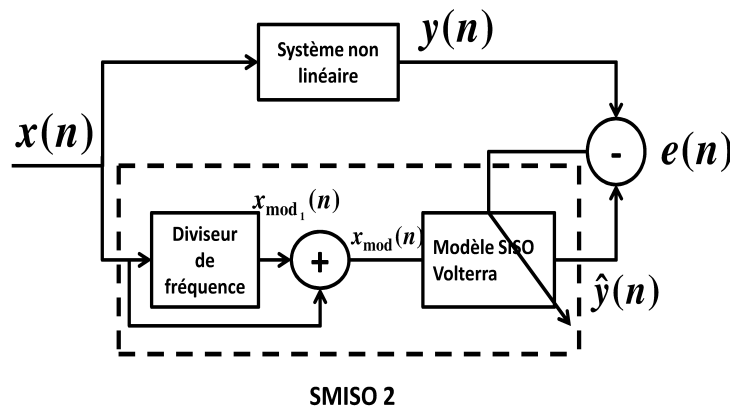 Système non
linéaire
y(n)
x(n)
-
e(n)
x_mod_1(n)
Diviseur
de
fréquence
+
x_mod(n)
Modèle SISO
Volterra
ŷ(n)
SMISO 2